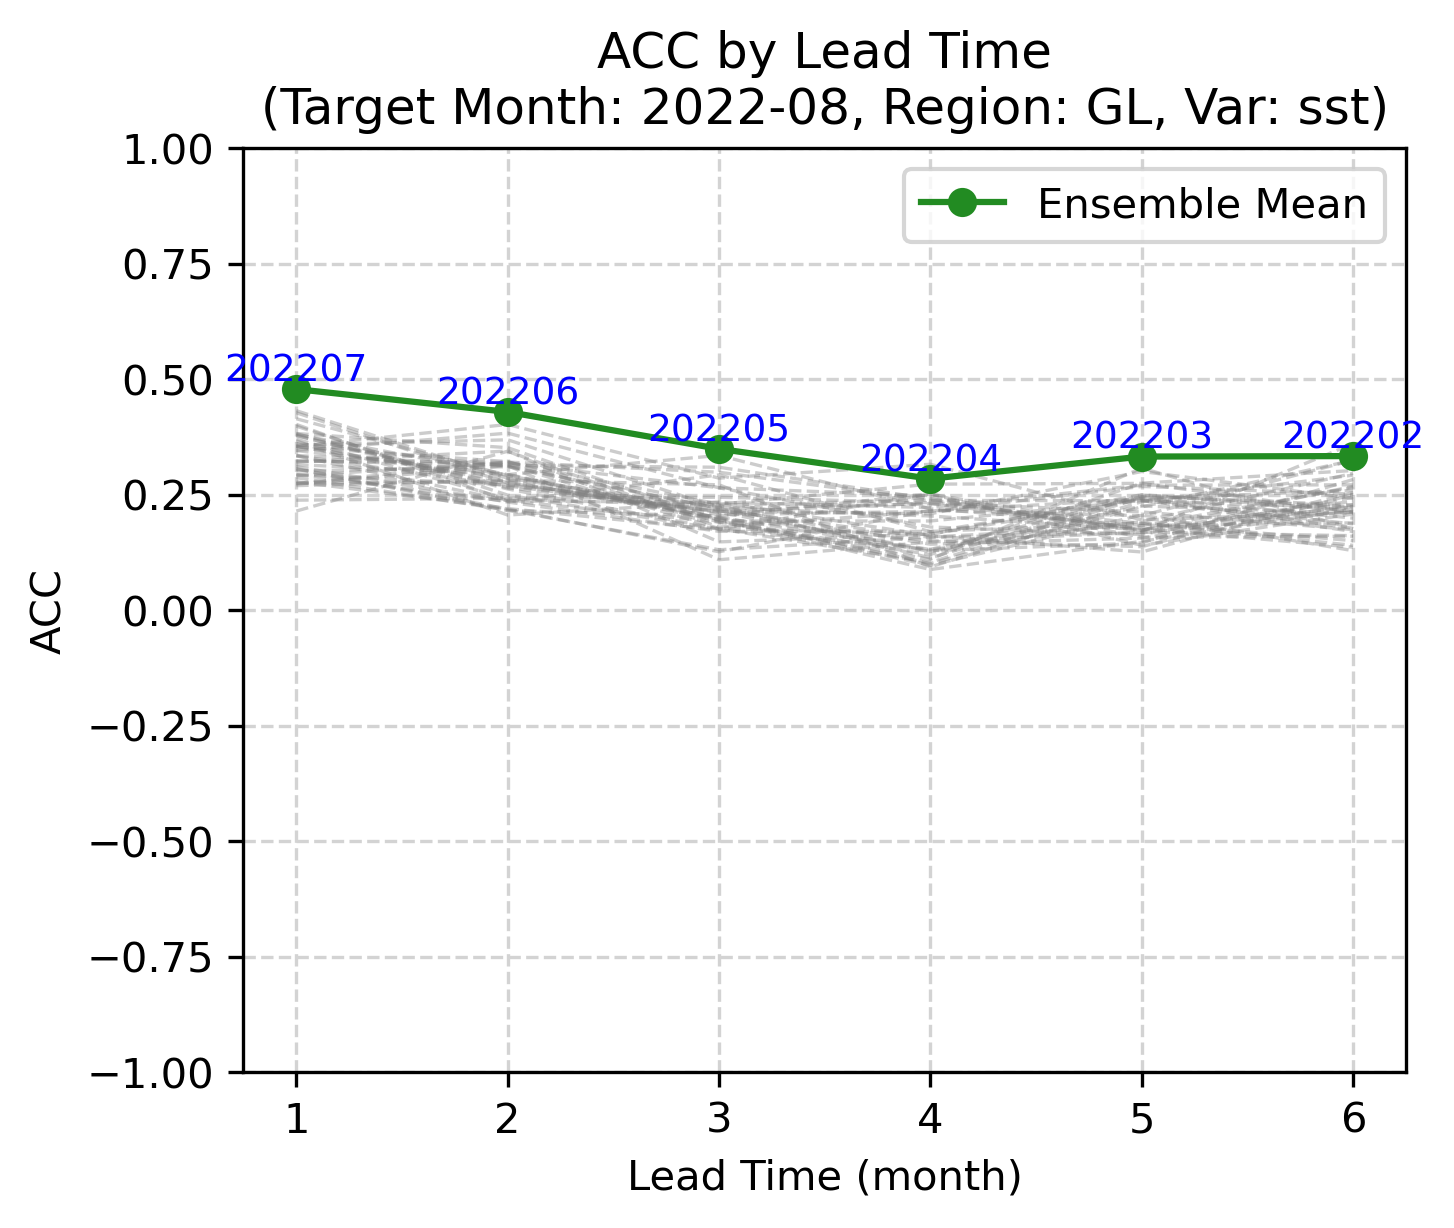 ACC by Lead Time
(Target Month: 2022-08, Region: GL, Var: sst)
1.00
0.75
0.50
0.25
0.00
−0.25
−0.50
−0.75
−1.00
ACC
Ensemble Mean
202207
202206
202205
202204
202203
202202
1 2 3 4 5 6
Lead Time (month)